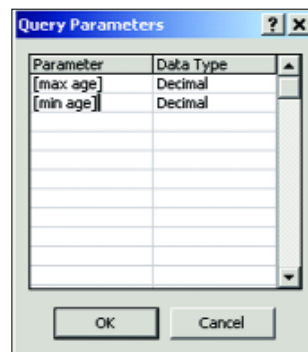 Query Parameters
Parameter Data Type
[max age] Decimal
[min age] Decimal
OK Cancel